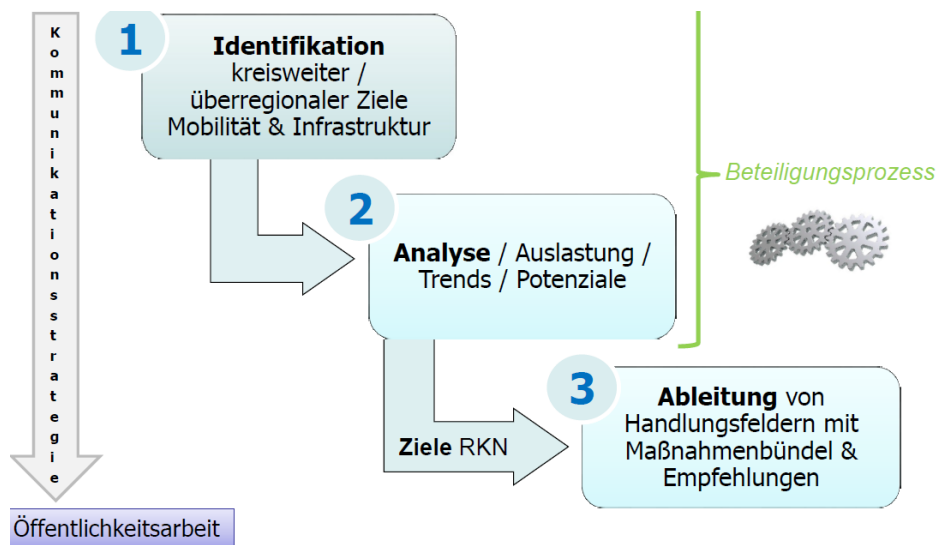 Kommunikationsstrategie
1
Identifikation
kreisweiter /
überregionaler Ziele
Mobilität & Infrastruktur
Beteiligungsprozess
2
Analyse / Auslastung /
Trends / Potenziale
3
Ableitung von
Handlungsfeldern mit
Maßnahmenbündel &
Empfehlungen
Ziele RKN
Öffentlichkeitsarbeit